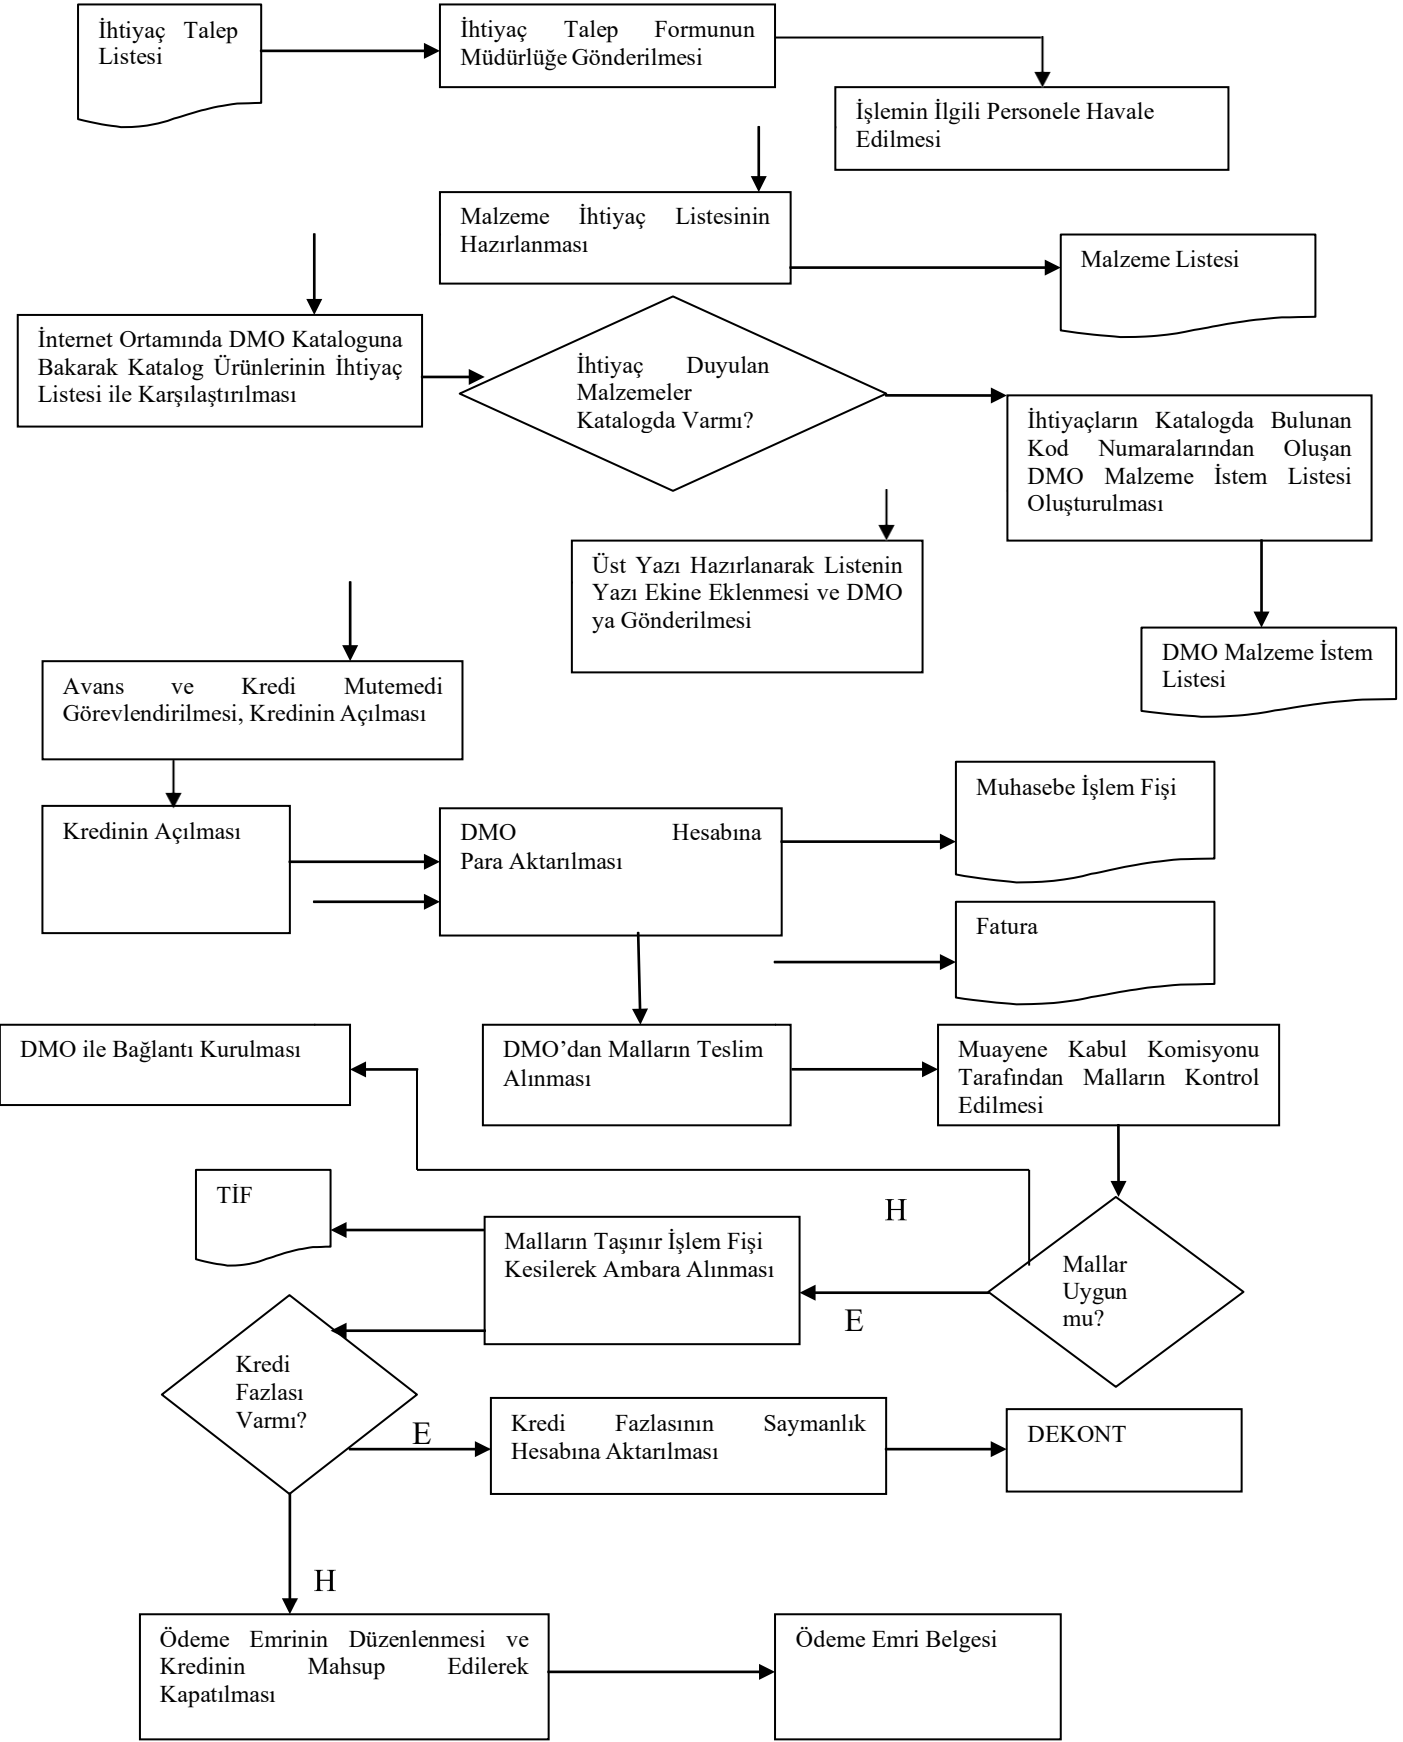 İhtiyaç Talep
Listesi
İhtiyaç Talep Formunun
Müdürlüğe Gönderilmesi
İşlemin İlgili Personele Havale
Edilmesi
Malzeme İhtiyaç Listesinin
Hazırlanması
Malzeme Listesi
İnternet Ortamında DMO Kataloguna
Bakarak Katalog Ürünlerinin İhtiyaç
Listesi ile Karşılaştırılması
İhtiyaç Duyulan
Malzemeler
Katalogda Varmı?
İhtiyaçların Katalogda Bulunan
Kod Numaralarından Oluşan
DMO Malzeme İstem Listesi
Oluşturulması
Üst Yazı Hazırlanarak Listenin
Yazı Ekine Eklenmesi ve DMO
ya Gönderilmesi
DMO Malzeme İstem
Listesi
Avans ve Kredi Mutemedi
Görevlendirilmesi, Kredinin Açılması
Kredinin Açılması
DMO Hesabına
Para Aktarılması
Muhasebe İşlem Fişi
Fatura
DMO ile Bağlantı Kurulması
DMO’dan Malların Teslim
Alınması
Muayene Kabul Komisyonu
Tarafından Malların Kontrol
Edilmesi
TİF
H
Malların Taşınır İşlem Fişi
Kesilerek Ambara Alınması
Mallar
Uygun
mu?
E
Kredi
Fazlası
Varmı?
E
Kredi Fazlasının Saymanlık
Hesabına Aktarılması
DEKONT
H
Ödeme Emrinin Düzenlenmesi ve
Kredinin Mahsup Edilerek
Kapatılması
Ödeme Emri Belgesi